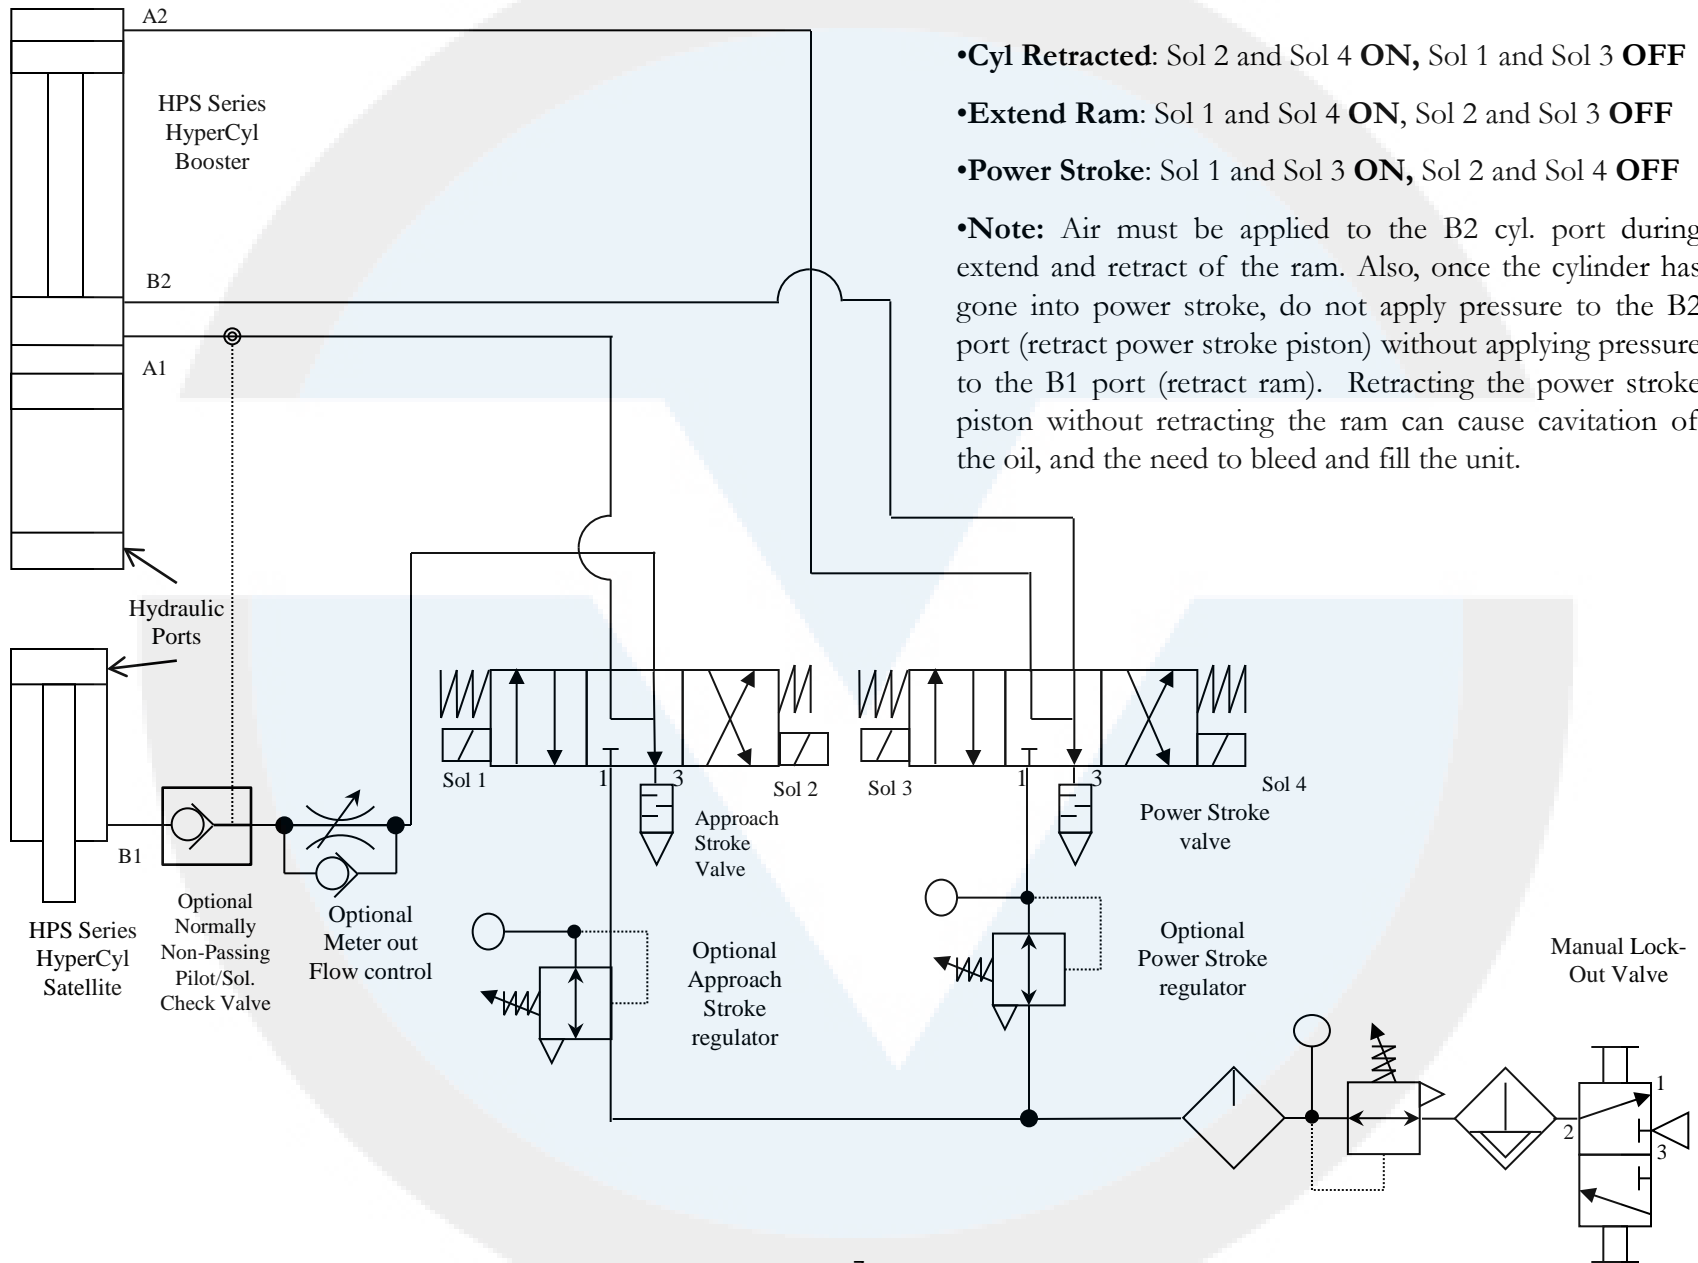 A2
•Cyl Retracted: Sol 2 and Sol 4 ON, Sol 1 and Sol 3 OFF
•Extend Ram: Sol 1 and Sol 4 ON, Sol 2 and Sol 3 OFF
•Power Stroke: Sol 1 and Sol 3 ON, Sol 2 and Sol 4 OFF
•Note: Air must be applied to the B2 cyl. port during
extend and retract of the ram. Also, once the cylinder has
gone into power stroke, do not apply pressure to the B2
port (retract power stroke piston) without applying pressure
to the B1 port (retract ram). Retracting the power stroke
piston without retracting the ram can cause cavitation of
the oil, and the need to bleed and fill the unit.
HPS Series
HyperCyl
Booster
B2
A1
Hydraulic
Ports
Sol 1
1
3
Sol 2
Sol 3
1
3
Sol 4
Approach
Stroke
Valve
Power Stroke
valve
B1
HPS Series
HyperCyl
Satellite
Optional
Normally
Non-Passing
Pilot/Sol.
Check Valve
Optional
Meter out
Flow control
Optional
Approach
Stroke
regulator
Optional
Power Stroke
regulator
Manual Lock-
Out Valve
1
2
3